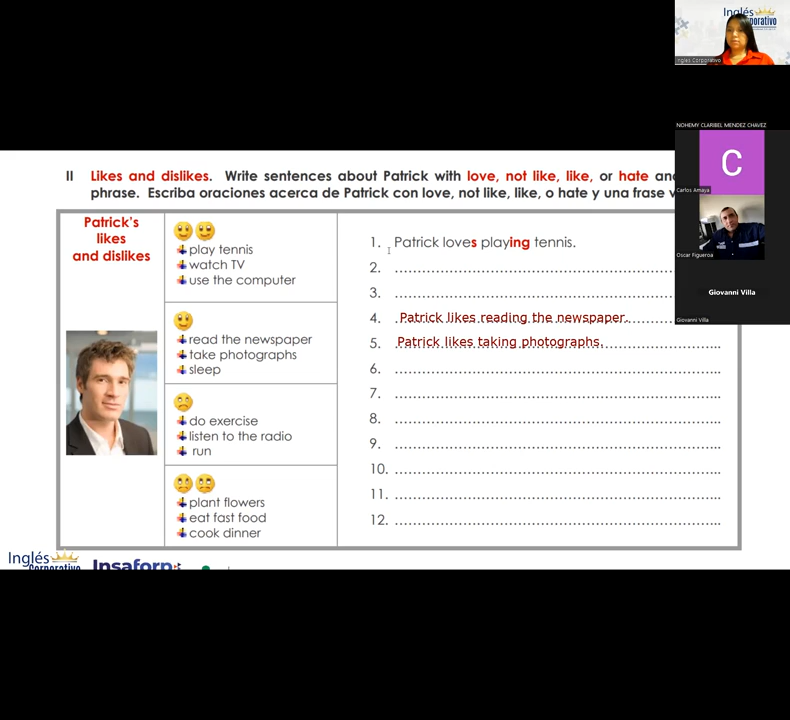 Inglés
Corporativo
Inglés Corporativo
NOHEMY CLARIBEL MENDEZ CHAVEZ
C
Carlos Amaya
Oscar Figueroa
Giovanni Villa
Giovanni Villa
II Likes and dislikes. Write sentences about Patrick with love, not like, like, or hate an
phrase. Escriba oraciones acerca de Patrick con love, not like, like, o hate y una frase
Patrick's
likes
and dislikes
play tennis
watch TV
use the computer
read the newspaper
take photographs
sleep
do exercise
listen to the radio
run
plant flowers
eat fast food
cook dinner
1. Patrick loves playing tennis.
2. ........................................................
3. ........................................................
4. Patrick likes reading the newspaper.
5. Patrick likes taking photographs.
6. ........................................................
7. ........................................................
8. ........................................................
9. ........................................................
10. ........................................................
11. ........................................................
12. ........................................................
Inglés
Corporativo
Insaforp